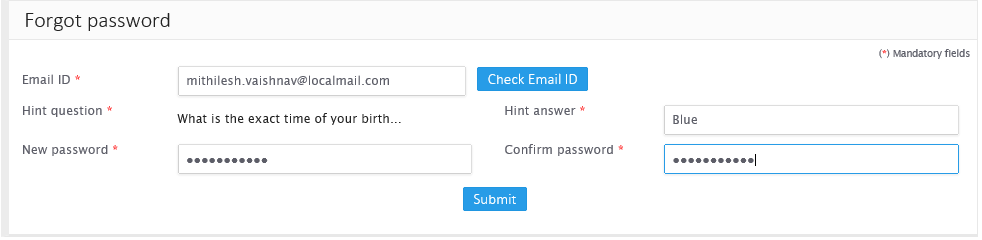 Forgot password
(*) Mandatory fields
Email ID * mithilesh.vaishnav@localmail.com Check Email ID
Hint question * What is the exact time of your birth... Hint answer * Blue
New password * ●●●●●●●●●●● Confirm password * ●●●●●●●●●●●
Submit